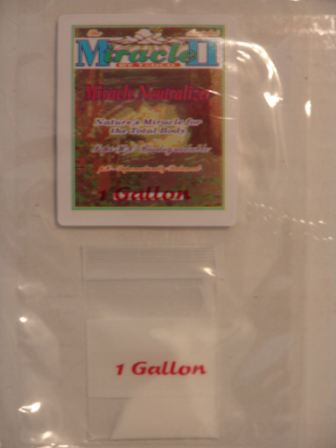 Miracle II
Miracle Neutralizer
Nature's Miracle for
the Total Body
1 Gallon
1 Gallon